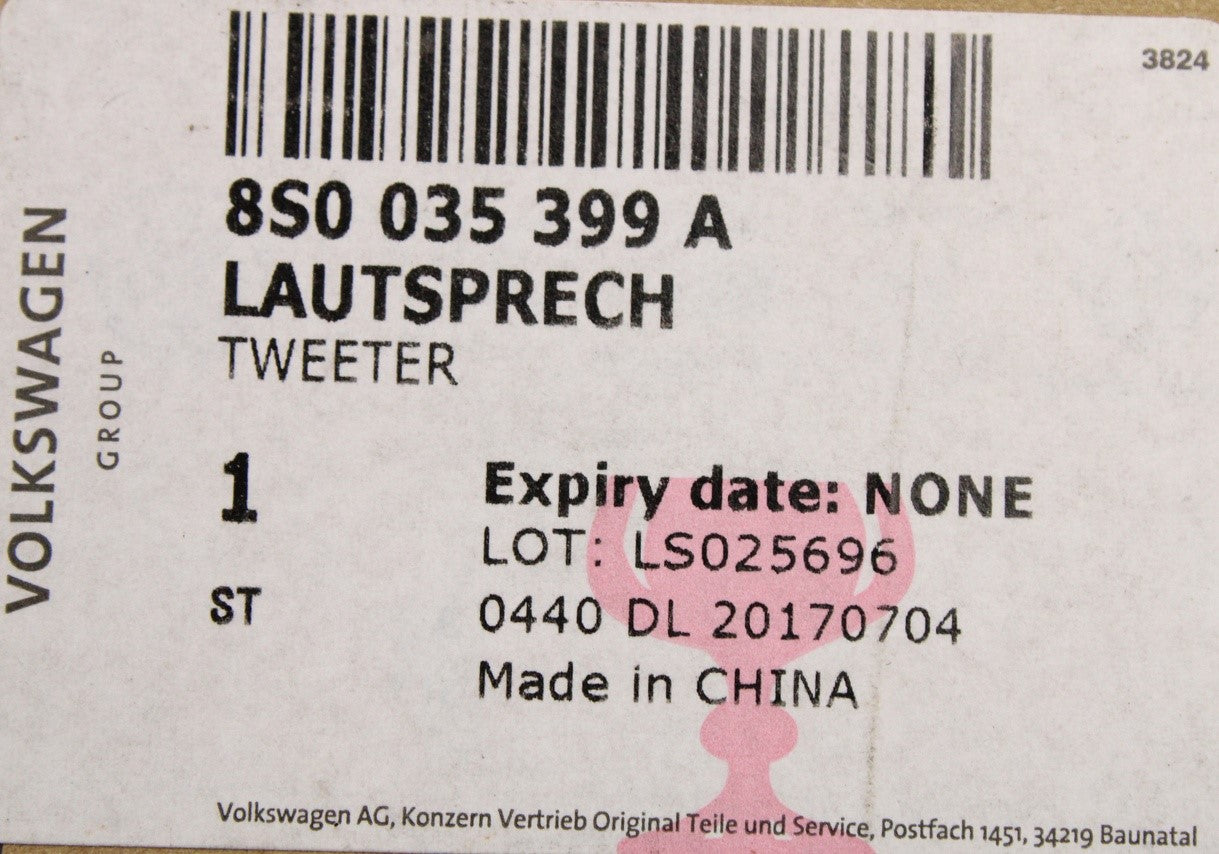 3824
8S0 035 399 A
LAUTSPRECH
TWEETER
1
Expiry date: NONE
LOT: LS025696
ST
0440 DL 20170704
Made in CHINA
VOLKSWAGEN
GROUP
Volkswagen AG, Konzern Vertrieb Original Teile und Service, Postfach 1451, 34219 Baunatal